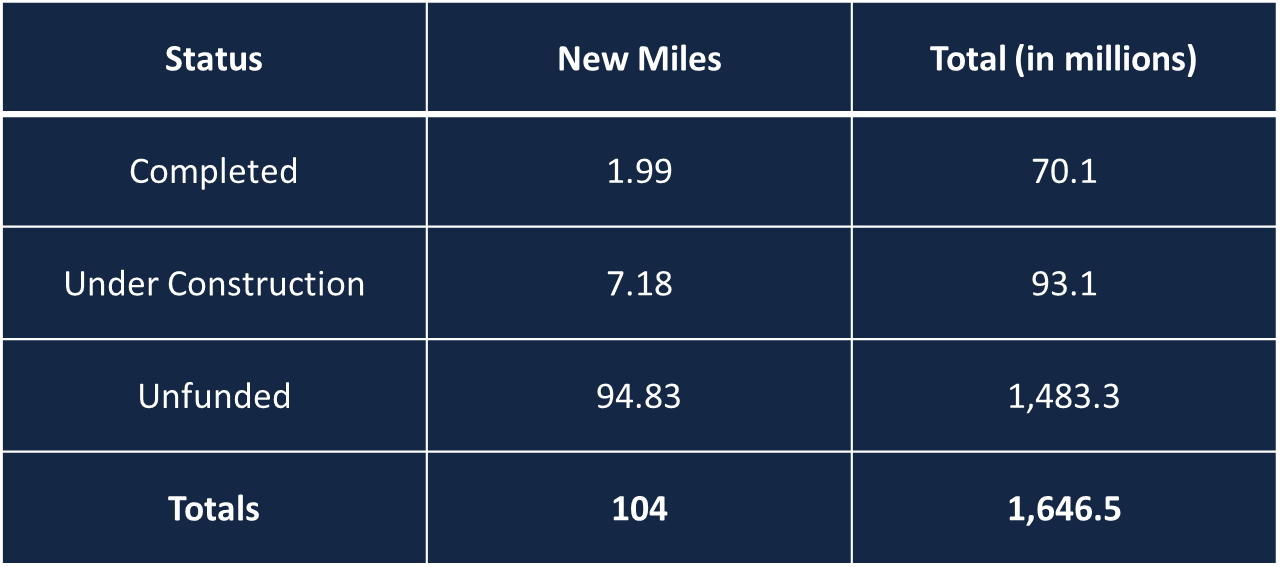 Status New Miles Total (in millions)
Completed 1.99 70.1
Under Construction 7.18 93.1
Unfunded 94.83 1,483.3
Totals 104 1,646.5